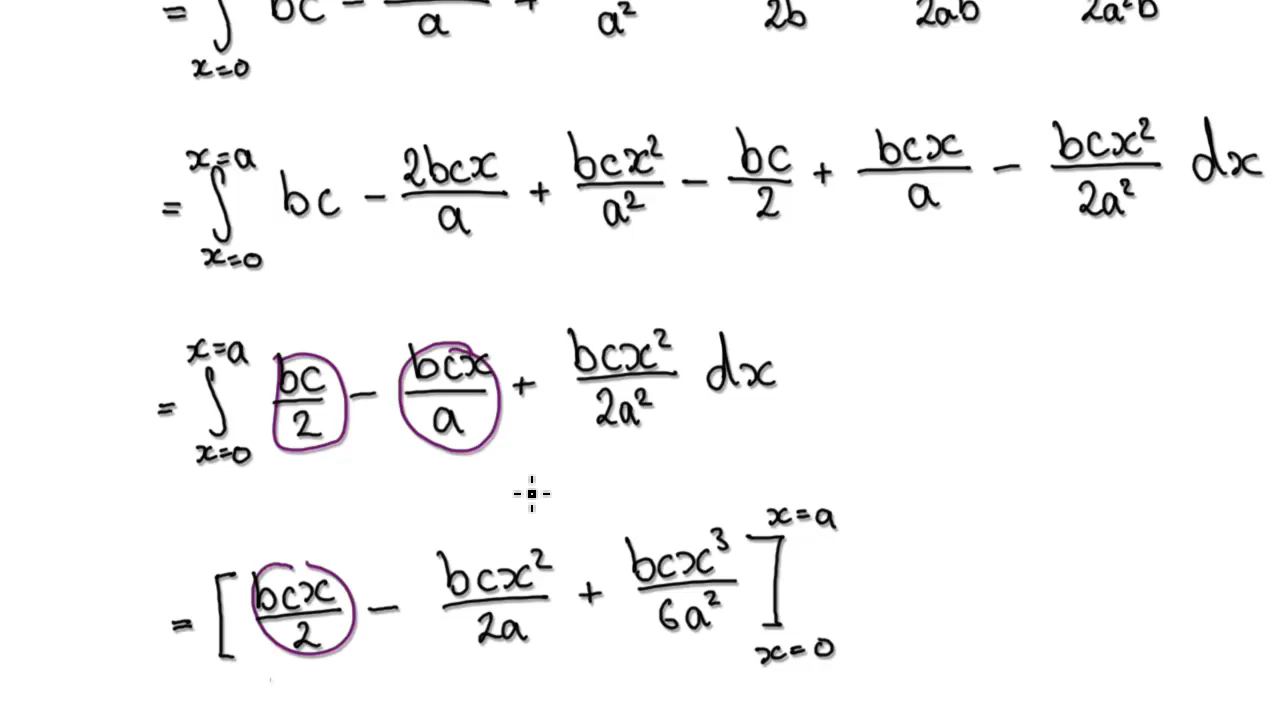 = ∫_{x=0} bc - /a + /a² /2b /2ab /2a²b
= ∫_{x=0}^{x=a} bc - 2bcx/a + bcx²/a² - bc/2 + bcx/a - bcx²/2a² dx
= ∫_{x=0}^{x=a} bc/2 - bcx/a + bcx²/2a² dx
= [bcx/2 - bcx²/2a + bcx³/6a²]_{x=0}^{x=a}